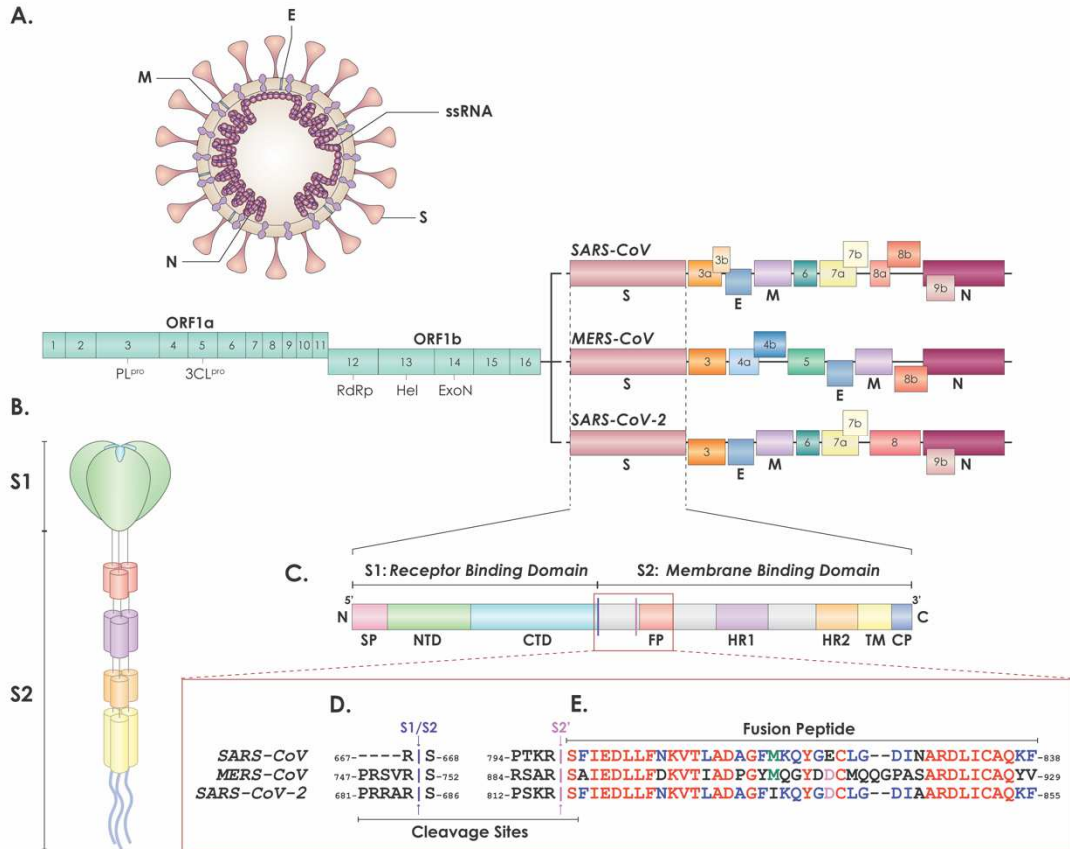 A.
E
M
ssRNA
S
N
SARS-CoV
3a 3b 6 7a 7b 8a 8b 9b
S E M N
ORF1a
1 2 3 4 5 6 7 8 9 10 11
PLpro 3CLpro
ORF1b
12 13 14 15 16
RdRp Hel ExoN
MERS-CoV
3 4a 4b 5 8b
S E M N
SARS-CoV-2
3 6 7a 7b 8 9b
S E M N
B.
S1
S2
C.
S1: Receptor Binding Domain S2: Membrane Binding Domain
5' 3'
N C
SP NTD CTD FP HR1 HR2 TM CP
D. E.
S1/S2 S2' Fusion Peptide
SARS-CoV 667- ----R|S -668 794- PTKR|SFIEDLLFNKVTLADAGFMKQYGECLG--DINARDLICAQKF -838
MERS-CoV 747- PRSVR|S -752 884- RSAR|SAIEDLLFDKVTIADPGYMQGYDDCMQQGPASARDLICAQYV -929
SARS-CoV-2 681- PRRAR|S -686 812- PSKR|SFIEDLLFNKVTLADAGFIKQYGDCLG--DIAARDLICAQKF -855
Cleavage Sites